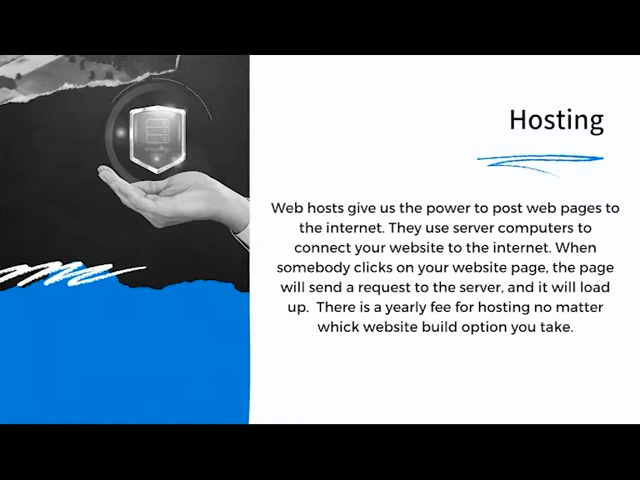 Hosting
Web hosts give us the power to post web pages to
the internet. They use server computers to
connect your website to the internet. When
somebody clicks on your website page, the page
will send a request to the server, and it will load
up. There is a yearly fee for hosting no matter
whick website build option you take.